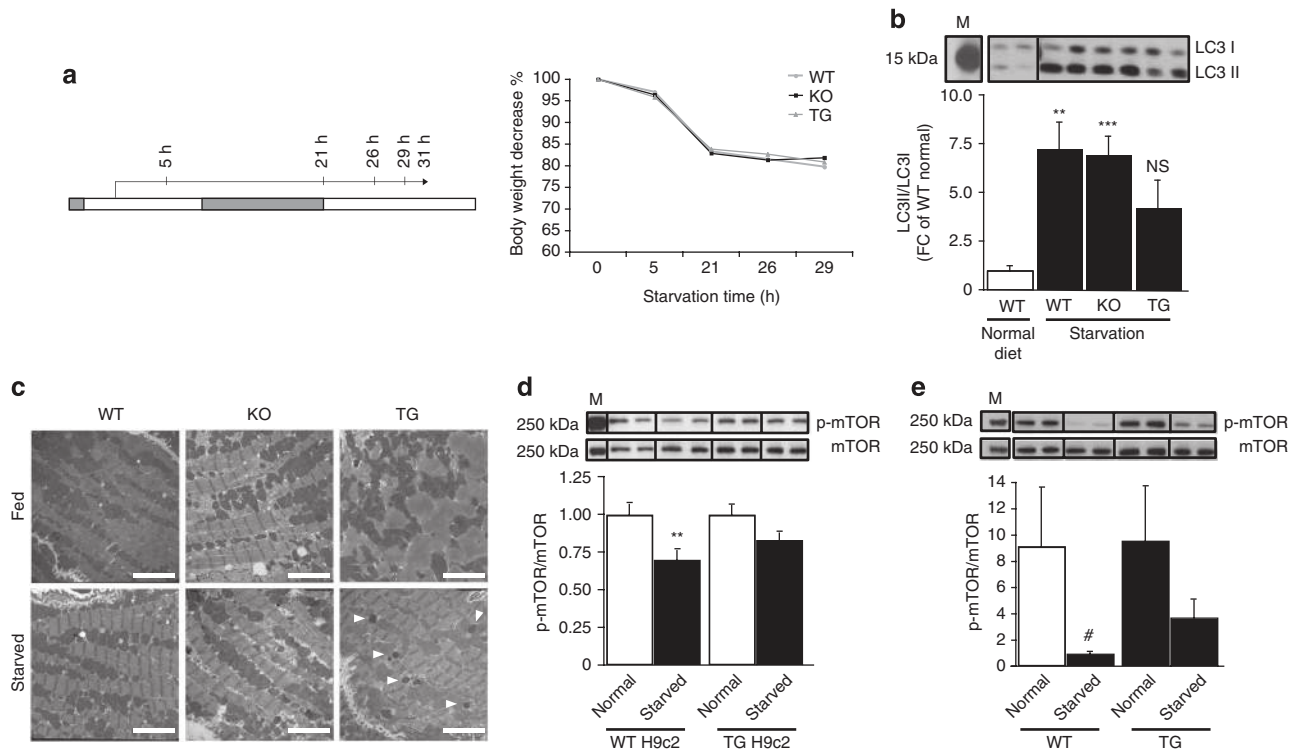 a
5 h
21 h
26 h
29 h
31 h
Body weight decrease %
100
95
90
85
80
75
70
65
60
0 5 21 26 29
Starvation time (h)
WT
KO
TG
b
M
15 kDa
LC3 I
LC3 II
LC3II/LC3I
(FC of WT normal)
10.0
7.5
5.0
2.5
0
**
***
NS
WT WT KO TG
Normal
diet
Starvation
c
WT KO TG
Fed
Starved
d
M
250 kDa p-mTOR
250 kDa mTOR
p-mTOR/mTOR
1.25
1.00
0.75
0.50
0.25
0
**
Normal Starved Normal Starved
WT H9c2 TG H9c2
e
M
250 kDa p-mTOR
250 kDa mTOR
p-mTOR/mTOR
14
12
10
8
6
4
2
0
#
Normal Starved Normal Starved
WT TG